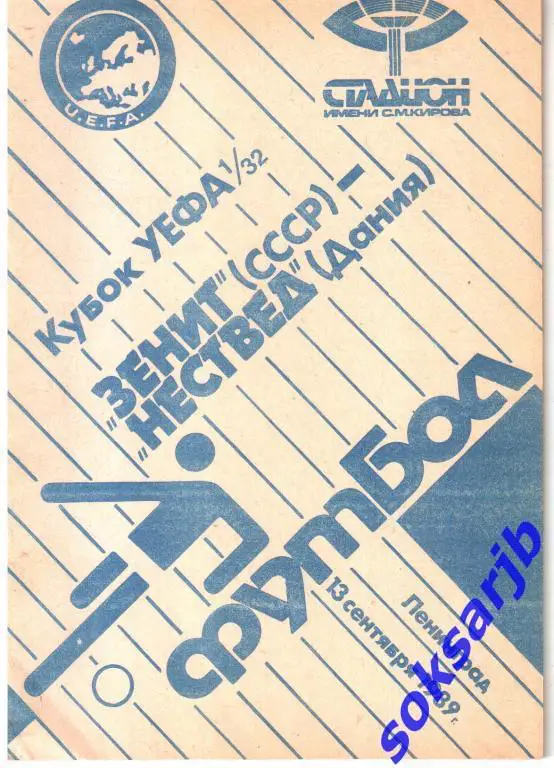 U.E.F.A.
СТАДИОН
ИМЕНИ С.М.КИРОВА
Кубок УЕФА 1/32
"ЗЕНИТ" (СССР) –
"НЕСТВЕД" (Дания)
футбол
Ленинград
13 сентября 1989 г.
soksarjb